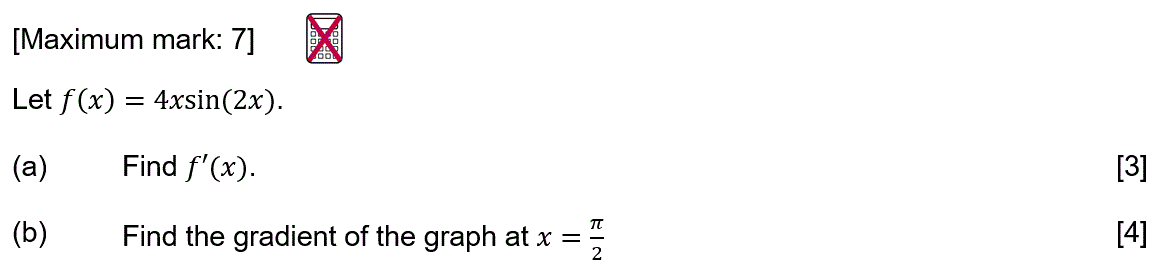 [Maximum mark: 7]
Let f(x) = 4xsin(2x).
(a) Find f′(x). [3]
(b) Find the gradient of the graph at x = π/2 [4]